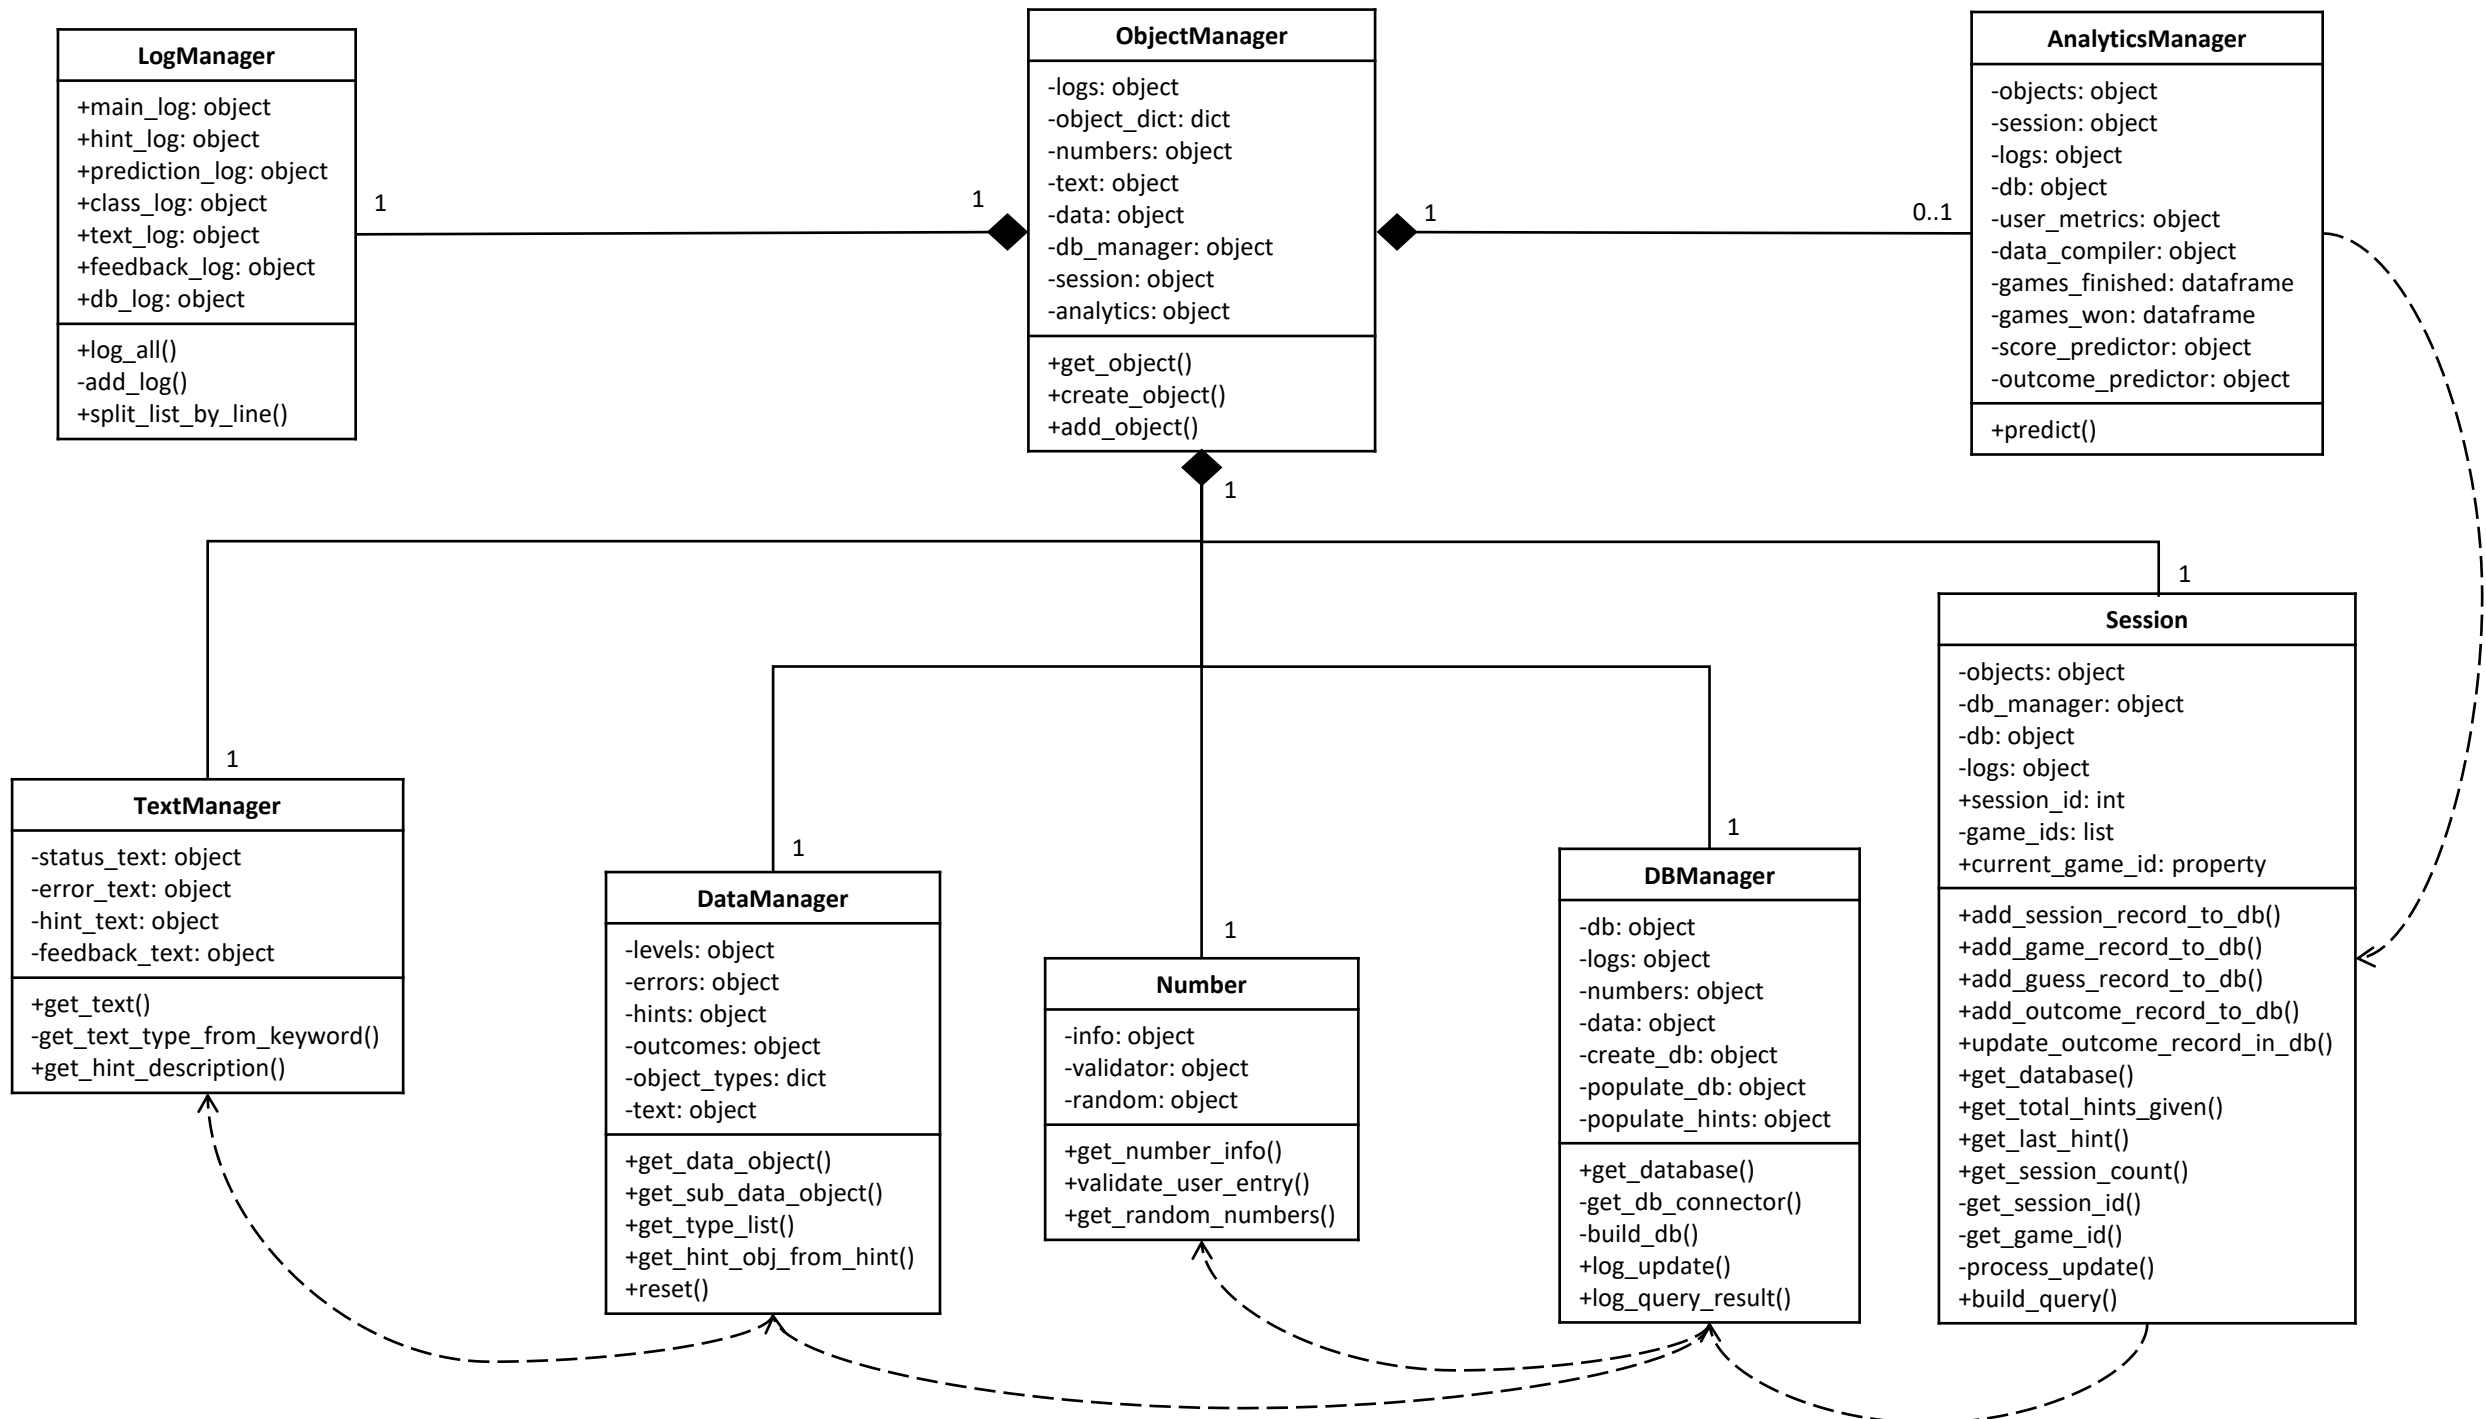 LogManager
+main_log: object
+hint_log: object
+prediction_log: object
+class_log: object
+text_log: object
+feedback_log: object
+db_log: object
+log_all()
-add_log()
+split_list_by_line()
1
1
ObjectManager
-logs: object
-object_dict: dict
-numbers: object
-text: object
-data: object
-db_manager: object
-session: object
-analytics: object
+get_object()
+create_object()
+add_object()
1
0..1
AnalyticsManager
-objects: object
-session: object
-logs: object
-db: object
-user_metrics: object
-data_compiler: object
-games_finished: dataframe
-games_won: dataframe
-score_predictor: object
-outcome_predictor: object
+predict()
1
1
TextManager
-status_text: object
-error_text: object
-hint_text: object
-feedback_text: object
+get_text()
-get_text_type_from_keyword()
+get_hint_description()
1
DataManager
-levels: object
-errors: object
-hints: object
-outcomes: object
-object_types: dict
-text: object
+get_data_object()
+get_sub_data_object()
+get_type_list()
+get_hint_obj_from_hint()
+reset()
1
Number
-info: object
-validator: object
-random: object
+get_number_info()
+validate_user_entry()
+get_random_numbers()
1
DBManager
-db: object
-logs: object
-numbers: object
-data: object
-create_db: object
-populate_db: object
-populate_hints: object
+get_database()
-get_db_connector()
-build_db()
+log_update()
+log_query_result()
1
Session
-objects: object
-db_manager: object
-db: object
-logs: object
+session_id: int
-game_ids: list
+current_game_id: property
+add_session_record_to_db()
+add_game_record_to_db()
+add_guess_record_to_db()
+add_outcome_record_to_db()
+update_outcome_record_in_db()
+get_database()
+get_total_hints_given()
+get_last_hint()
+get_session_count()
-get_session_id()
-get_game_id()
-process_update()
+build_query()